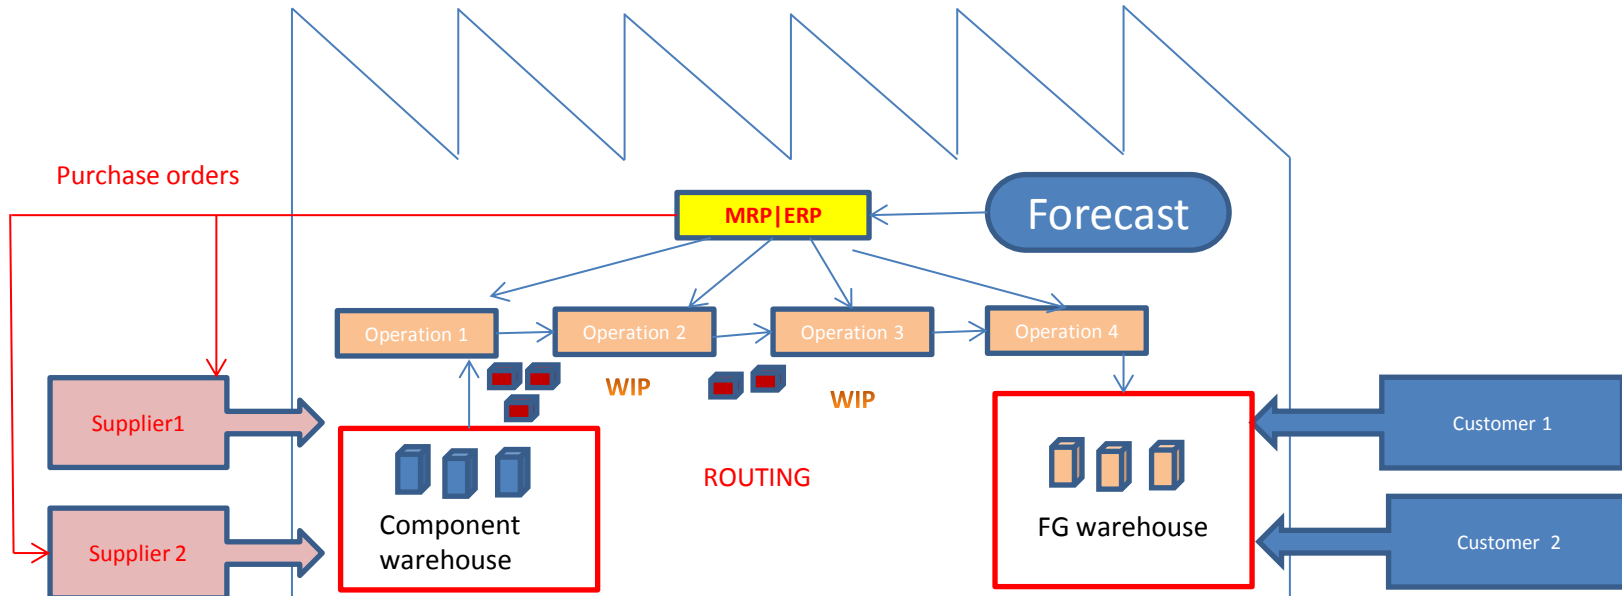 Purchase orders
MRP|ERP
Forecast
Operation 1
Operation 2
Operation 3
Operation 4
WIP
WIP
Supplier1
Customer 1
ROUTING
Component
warehouse
FG warehouse
Supplier 2
Customer  2